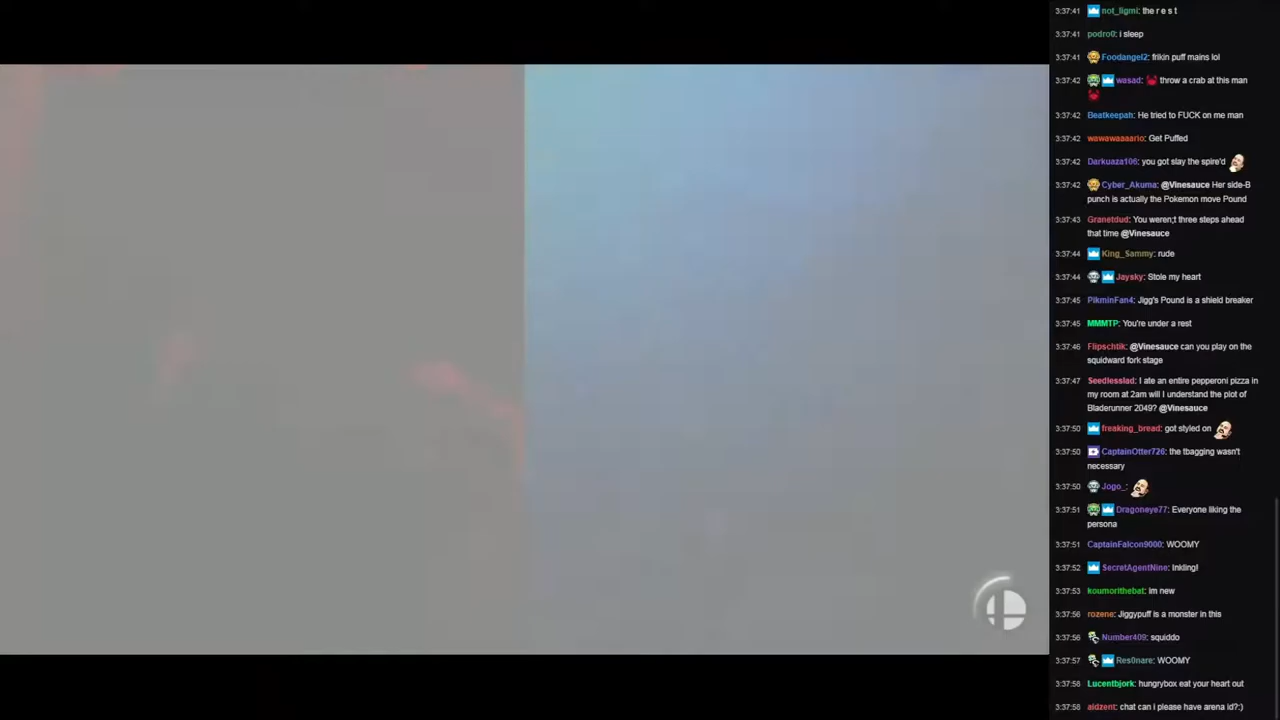 3:37:41 not_ligmi: the r e s t
3:37:41 podro0: i sleep
3:37:41 Foodangel2: frikin puff mains lol
3:37:42 wasad: throw a crab at this man
3:37:42 Beatkeepah: He tried to FUCK on me man
3:37:42 wawawaaaario: Get Puffed
3:37:42 Darkuaza106: you got slay the spire'd
3:37:42 Cyber_Akuma: @Vinesauce Her side-B
punch is actually the Pokemon move Pound
3:37:43 Granetdud: You weren;t three steps ahead
that time @Vinesauce
3:37:44 King_Sammy: rude
3:37:44 Jaysky: Stole my heart
3:37:45 PikminFan4: Jigg's Pound is a shield breaker
3:37:45 MMMTP: You're under a rest
3:37:46 Flipschtik: @Vinesauce can you play on the
squidward fork stage
3:37:47 Seedlesslad: I ate an entire pepperoni pizza in
my room at 2am will I understand the plot of
Bladerunner 2049? @Vinesauce
3:37:50 freaking_bread: got styled on
3:37:50 CaptainOtter726: the tbagging wasn't
necessary
3:37:50 Jogo_:
3:37:51 Dragoneye77: Everyone liking the
persona
3:37:51 CaptainFalcon9000: WOOMY
3:37:52 SecretAgentNine: Inkling!
3:37:53 koumorithebat: im new
3:37:56 rozene: Jiggypuff is a monster in this
3:37:56 Number409: squiddo
3:37:57 Res0nare: WOOMY
3:37:58 Lucentbjork: hungrybox eat your heart out
3:37:58 aidzent: chat can i please have arena id?:)